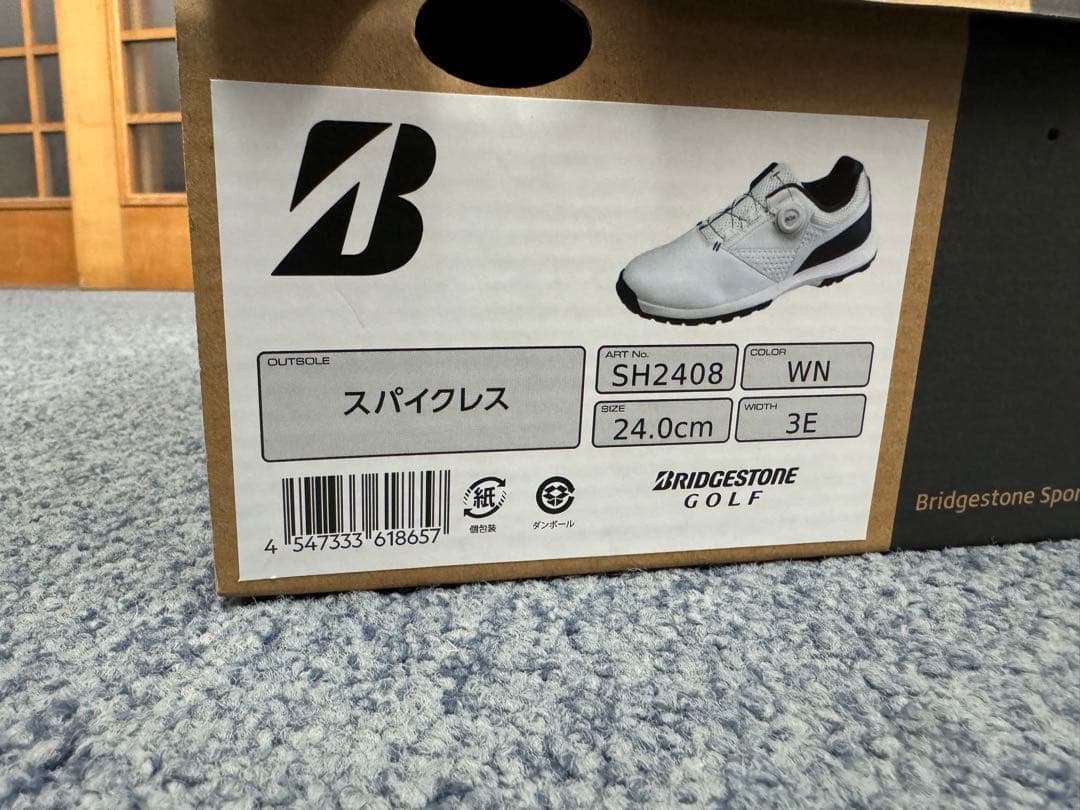 B
OUTSOLE
スパイクレス
ART No.
SH2408
COLOR
WN
SIZE
24.0cm
WIDTH
3E
4 547333 618657
紙
個包装
ダンボール
BRIDGESTONE
GOLF
Bridgestone Spor